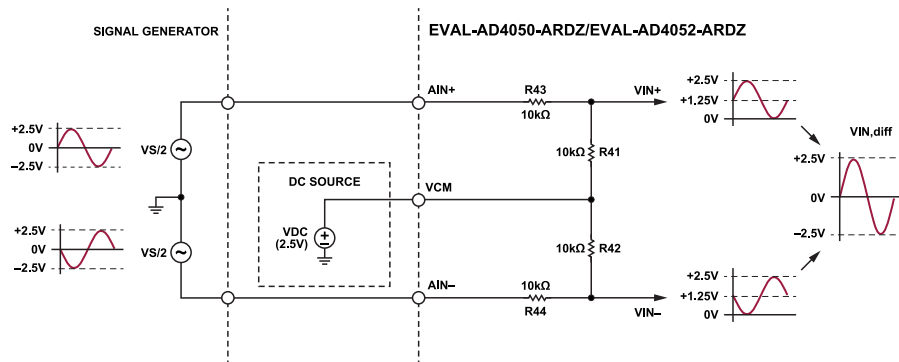 SIGNAL GENERATOR
EVAL-AD4050-ARDZ/EVAL-AD4052-ARDZ
AIN+
R43
10kΩ
VIN+
+2.5V
+1.25V
0V
+2.5V
0V
–2.5V
VS/2
10kΩ
R41
VIN,diff
DC SOURCE
VCM
VDC
(2.5V)
+2.5V
0V
–2.5V
+2.5V
0V
–2.5V
VS/2
10kΩ
R42
AIN–
10kΩ
R44
VIN–
+2.5V
+1.25V
0V